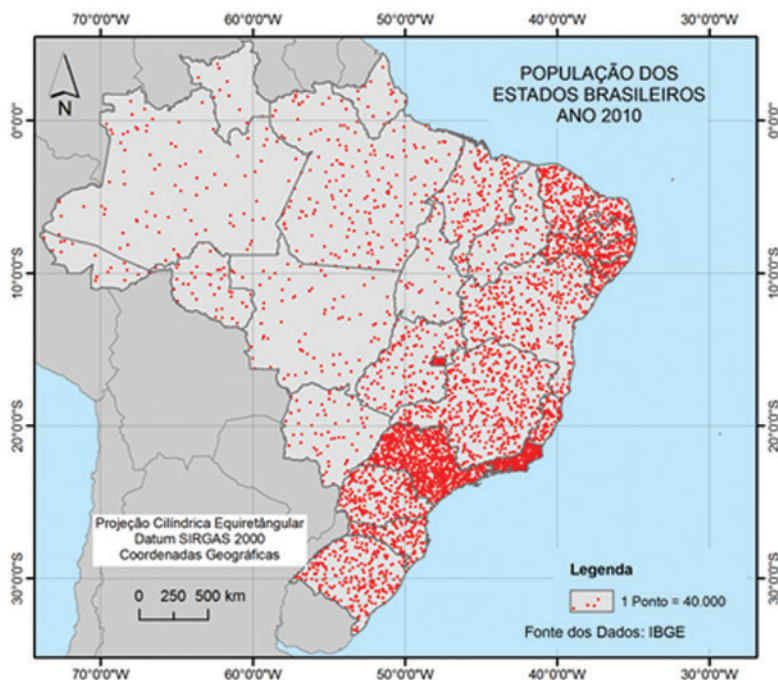 70°0'0"W 60°0'0"W 50°0'0"W 40°0'0"W 30°0'0"W
N
POPULAÇÃO DOS
ESTADOS BRASILEIROS
ANO 2010
0°0'0" 0°0'0"
10°0'0"S 10°0'0"S
20°0'0"S 20°0'0"S
30°0'0"S 30°0'0"S
Projeção Cilíndrica Equiretângular
Datum SIRGAS 2000
Coordenadas Geográficas
0 250 500 km
Legenda
1 Ponto = 40.000
Fonte dos Dados: IBGE
70°0'0"W 60°0'0"W 50°0'0"W 40°0'0"W 30°0'0"W